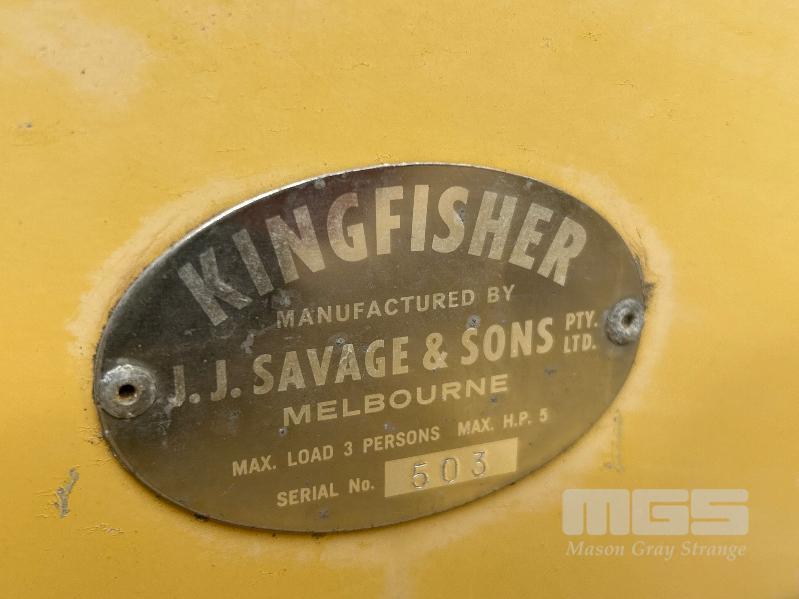 KINGFISHER
MANUFACTURED BY
J. J. SAVAGE & SONS PTY. LTD.
MELBOURNE
MAX. LOAD 3 PERSONS MAX. H.P. 5
SERIAL No. 503
MGS
Mason Gray Strange